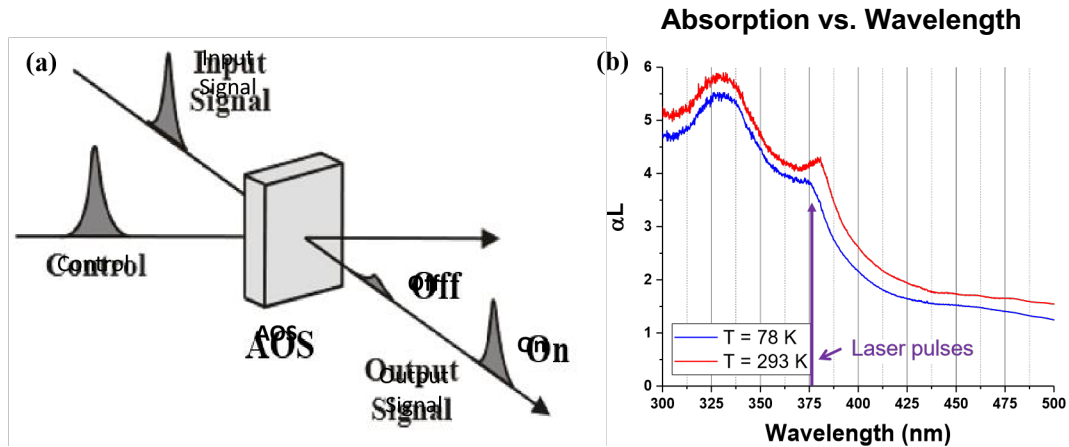 Absorption vs. Wavelength
(a)
Input
Signal
Input
Signal
Control
Control
AOS
AOS
Off
Off
On
On
Output
Signal
Output
Signal
(b)
αL
6
5
4
3
2
1
0
T = 78 K
T = 293 K
Laser pulses
300 325 350 375 400 425 450 475 500
Wavelength (nm)